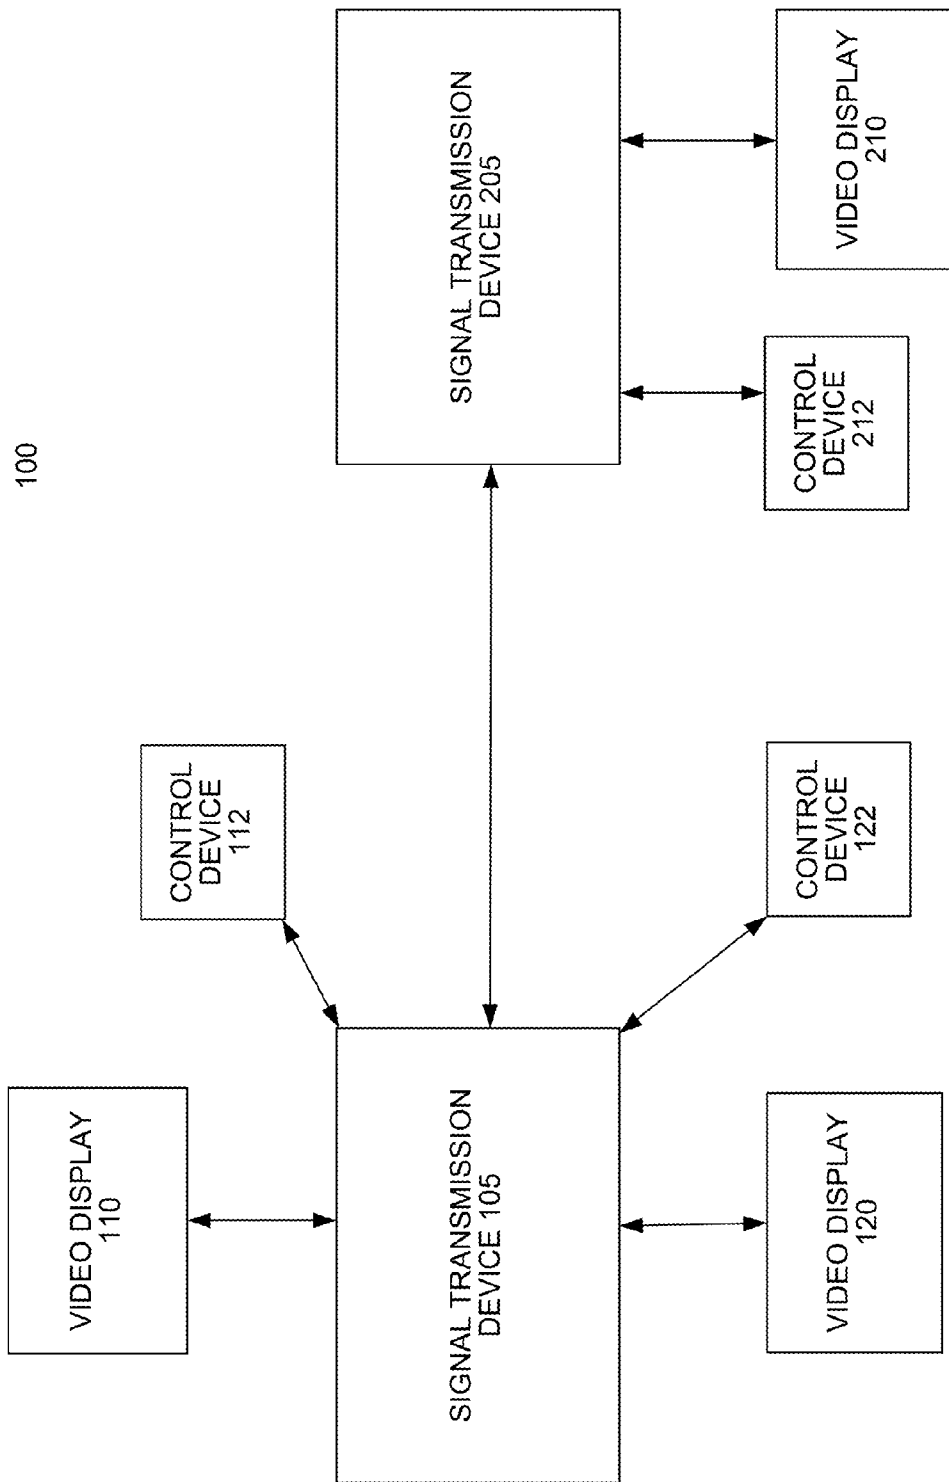 100
VIDEO DISPLAY
110
CONTROL
DEVICE
112
SIGNAL TRANSMISSION
DEVICE 105
SIGNAL TRANSMISSION
DEVICE 205
VIDEO DISPLAY
120
CONTROL
DEVICE
122
CONTROL
DEVICE
212
VIDEO DISPLAY
210